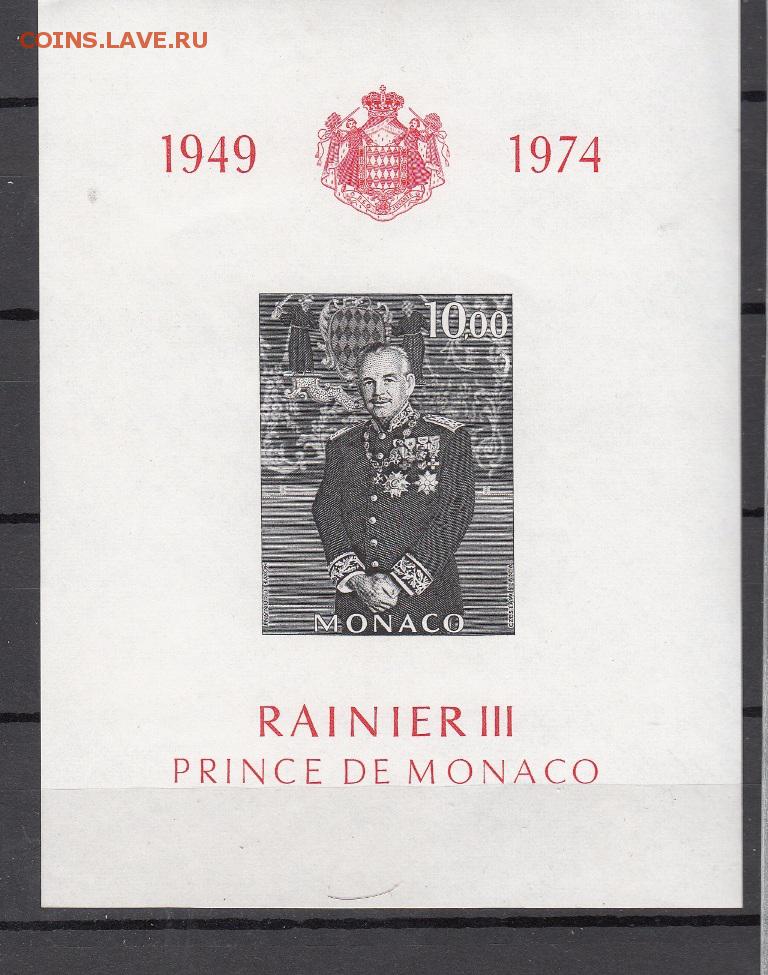 COINS.LAVE.RU
1949 1974
10,00
MONACO
RAINIER III
PRINCE DE MONACO